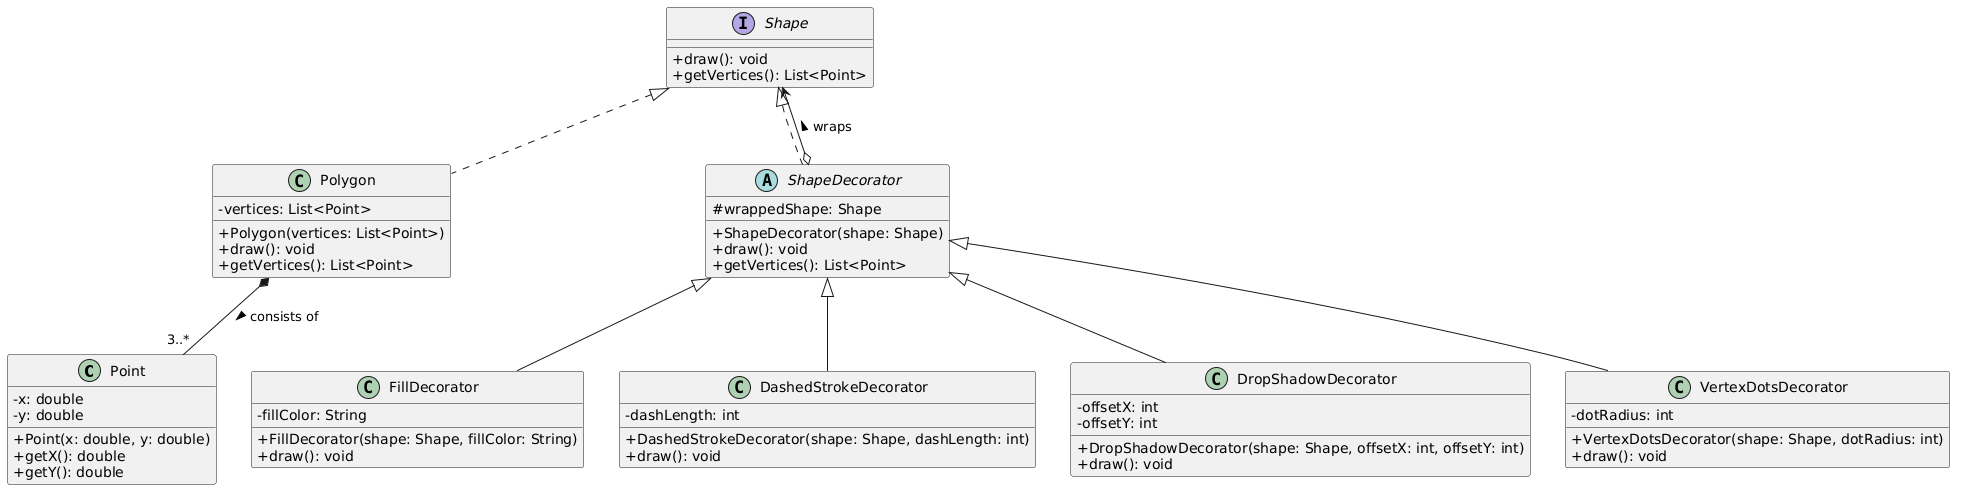 I Shape
+draw(): void
+getVertices(): List<Point>
wraps
C Polygon
-vertices: List<Point>
+Polygon(vertices: List<Point>)
+draw(): void
+getVertices(): List<Point>
A ShapeDecorator
#wrappedShape: Shape
+ShapeDecorator(shape: Shape)
+draw(): void
+getVertices(): List<Point>
consists of
3..*
C Point
-x: double
-y: double
+Point(x: double, y: double)
+getX(): double
+getY(): double
C FillDecorator
-fillColor: String
+FillDecorator(shape: Shape, fillColor: String)
+draw(): void
C DashedStrokeDecorator
-dashLength: int
+DashedStrokeDecorator(shape: Shape, dashLength: int)
+draw(): void
C DropShadowDecorator
-offsetX: int
-offsetY: int
+DropShadowDecorator(shape: Shape, offsetX: int, offsetY: int)
+draw(): void
C VertexDotsDecorator
-dotRadius: int
+VertexDotsDecorator(shape: Shape, dotRadius: int)
+draw(): void